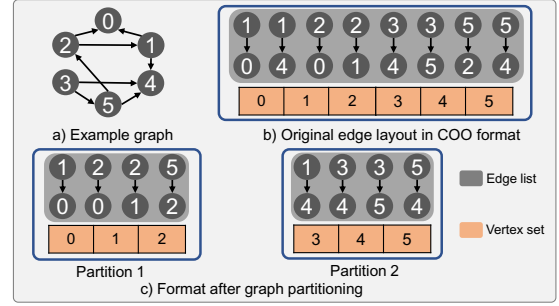 0
2 1
3 4
5
a) Example graph
1 1 2 2 3 3 5 5
0 4 0 1 4 5 2 4
0 1 2 3 4 5
b) Original edge layout in COO format
1 2 2 5
0 0 1 2
0 1 2
Partition 1
1 3 3 5
4 4 5 4
3 4 5
Partition 2
Edge list
Vertex set
c) Format after graph partitioning